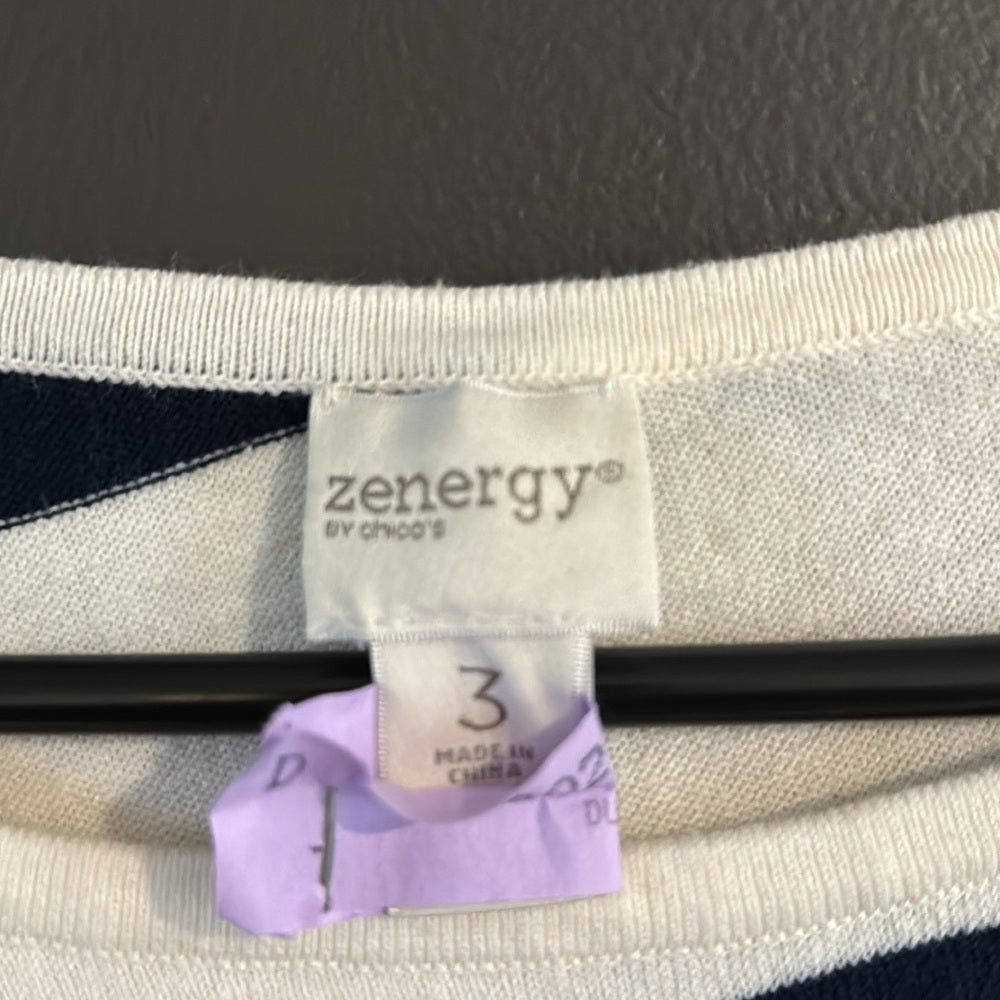 zenergy®
BY chico's
3
MADE IN
CHINA
D